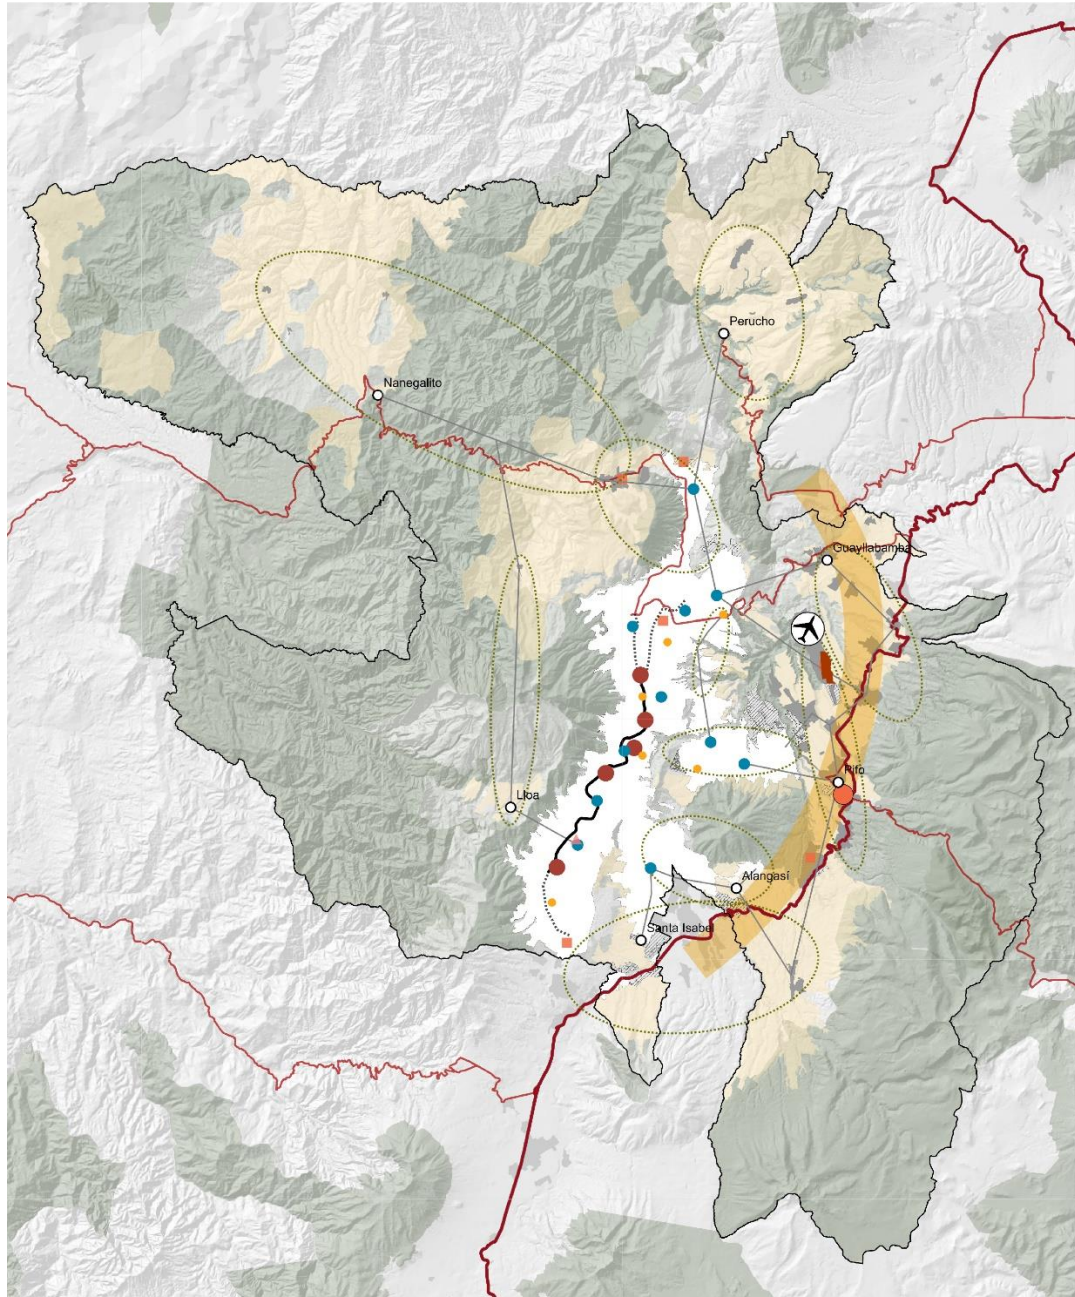 Perucho
Nanegalito
Guayllabamba
Pifo
Lloa
Alangasí
Santa Isabel